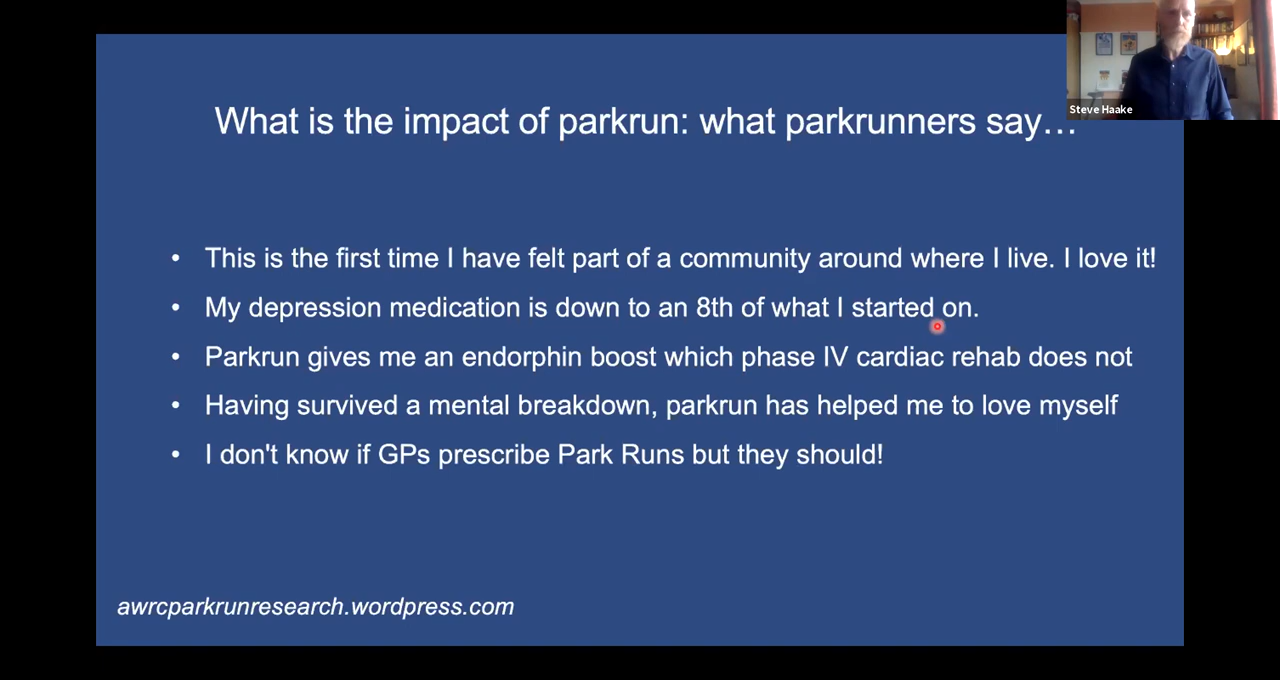 What is the impact of parkrun: what parkrunners say…
Steve Haake
• This is the first time I have felt part of a community around where I live. I love it!
• My depression medication is down to an 8th of what I started on.
• Parkrun gives me an endorphin boost which phase IV cardiac rehab does not
• Having survived a mental breakdown, parkrun has helped me to love myself
• I don't know if GPs prescribe Park Runs but they should!
awrcparkrunresearch.wordpress.com